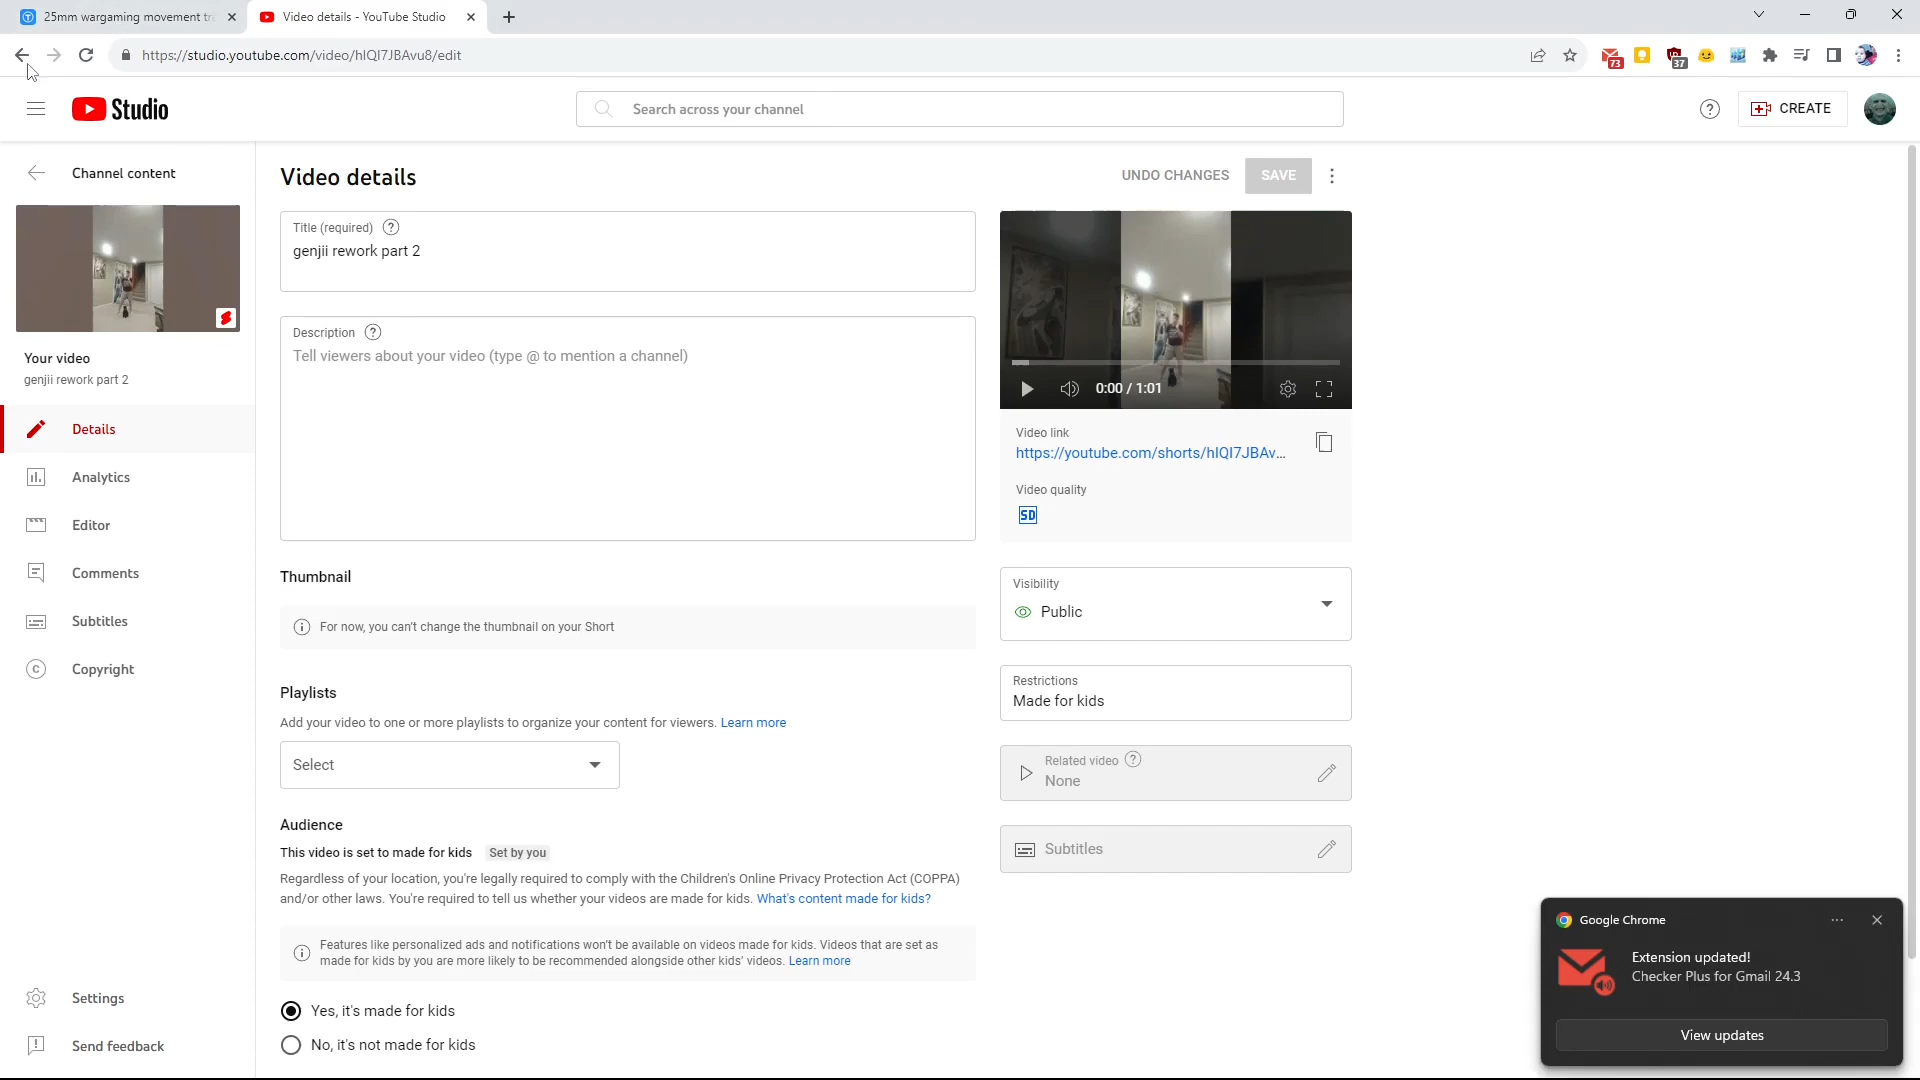 25mm wargaming movement tr
Video details - YouTube Studio
https://studio.youtube.com/video/hIQI7JBAvu8/edit
73
37
Studio
Search across your channel
CREATE
Channel content
Your video
genjii rework part 2
Details
Analytics
Editor
Comments
Subtitles
Copyright
Settings
Send feedback
Video details
UNDO CHANGES
SAVE
Title (required)
genjii rework part 2
Description
Tell viewers about your video (type @ to mention a channel)
Thumbnail
For now, you can't change the thumbnail on your Short
Playlists
Add your video to one or more playlists to organize your content for viewers. Learn more
Select
Audience
This video is set to made for kids Set by you
Regardless of your location, you're legally required to comply with the Children's Online Privacy Protection Act (COPPA)
and/or other laws. You're required to tell us whether your videos are made for kids. What's content made for kids?
Features like personalized ads and notifications won't be available on videos made for kids. Videos that are set as
made for kids by you are more likely to be recommended alongside other kids' videos. Learn more
Yes, it's made for kids
No, it's not made for kids
0:00 / 1:01
Video link
https://youtube.com/shorts/hIQI7JBAv...
Video quality
SD
Visibility
Public
Restrictions
Made for kids
Related video
None
Subtitles
Google Chrome
Extension updated!
Checker Plus for Gmail 24.3
View updates